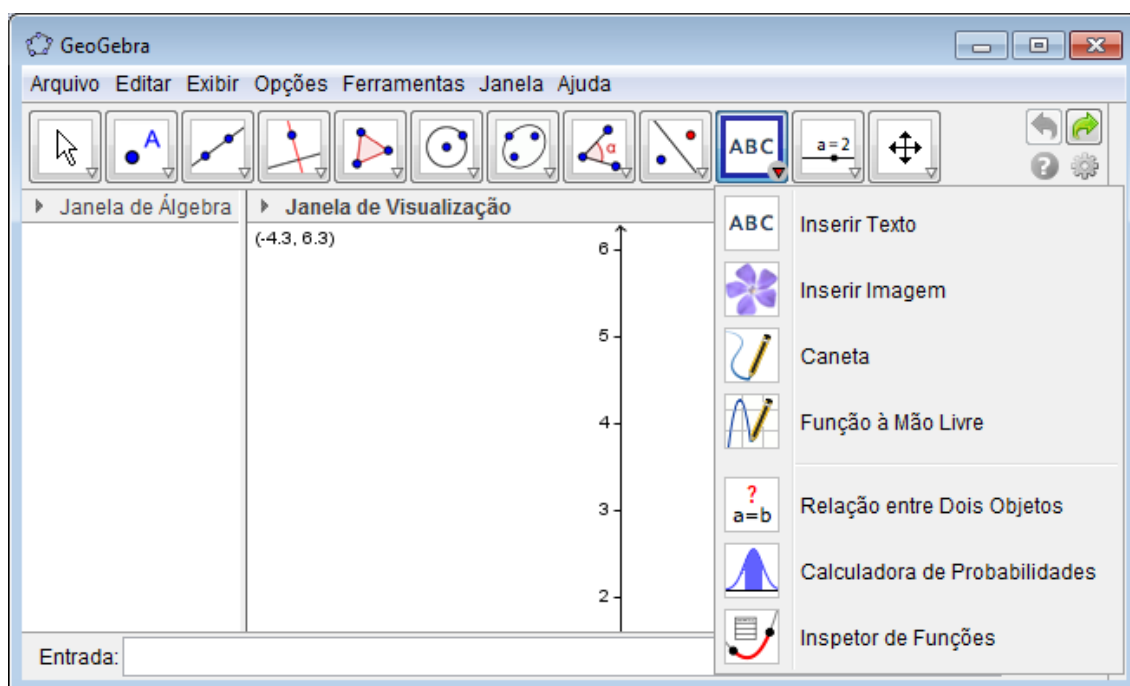 GeoGebra
Arquivo Editar Exibir Opções Ferramentas Janela Ajuda
A
α
ABC
a=2
Janela de Álgebra
Janela de Visualização
(-4.3, 6.3)
6
5
4
3
2
ABC Inserir Texto
Inserir Imagem
Caneta
Função à Mão Livre
?
a=b
Relação entre Dois Objetos
Calculadora de Probabilidades
Inspetor de Funções
Entrada: